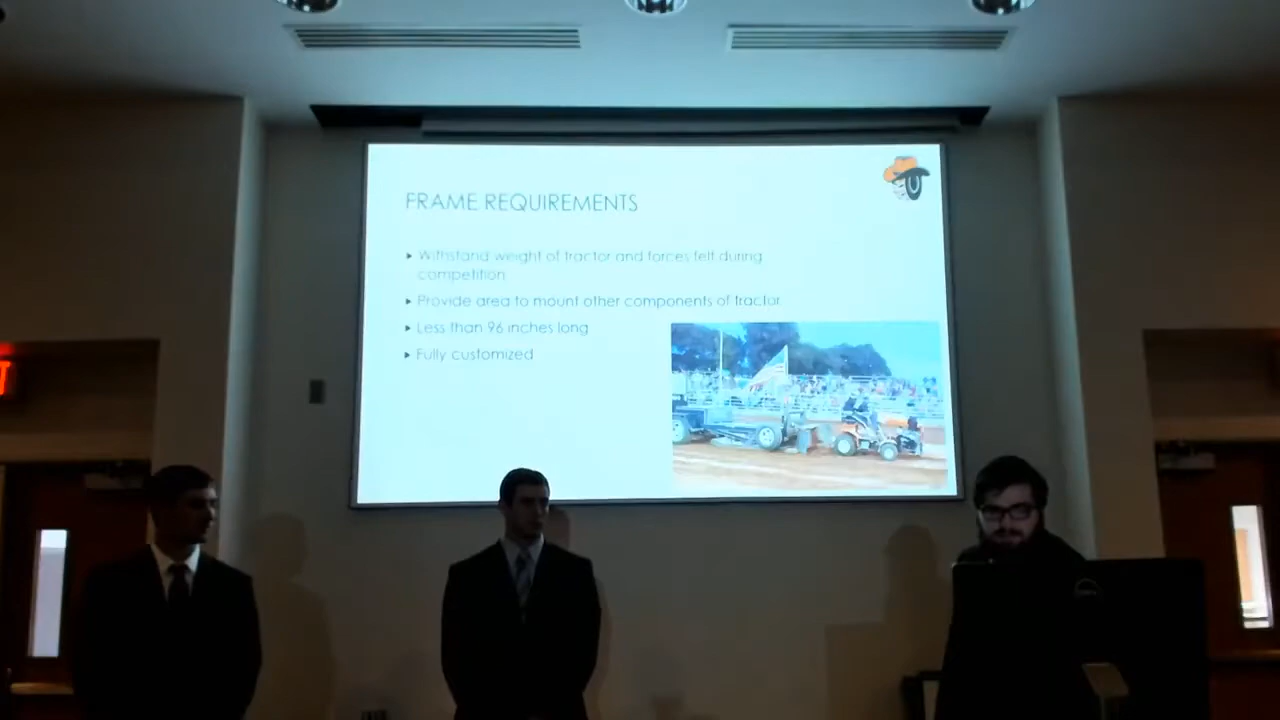 FRAME REQUIREMENTS
Withstand weight of tractor and forces felt during
competition
Provide area to mount other components of tractor
Less than 96 inches long
Fully customized